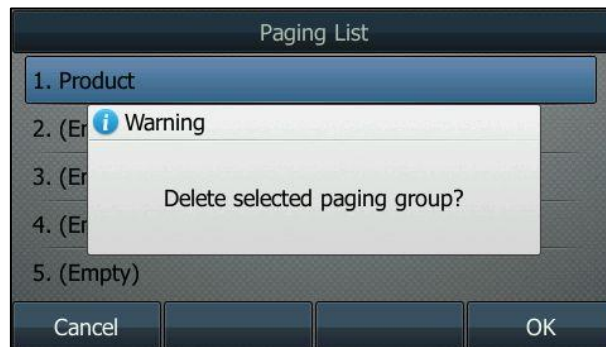 Paging List
1. Product
2. (Er
Warning
3. (Er
Delete selected paging group?
4. (Er
5. (Empty)
Cancel
OK